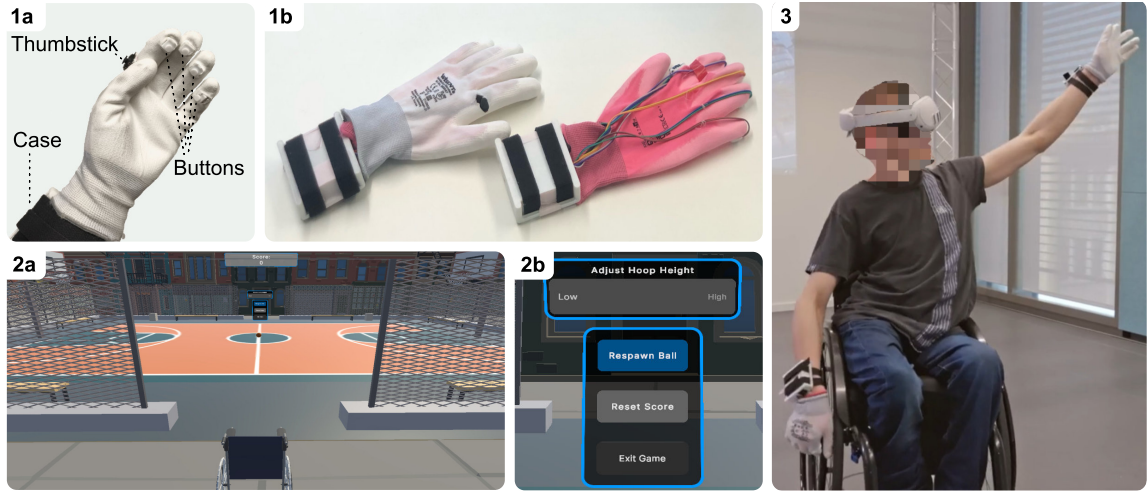 1a
Thumbstick
Case
Buttons
1b
3
2a
Score:
0
2b
Adjust Hoop Height
Low High
Respawn Ball
Reset Score
Exit Game